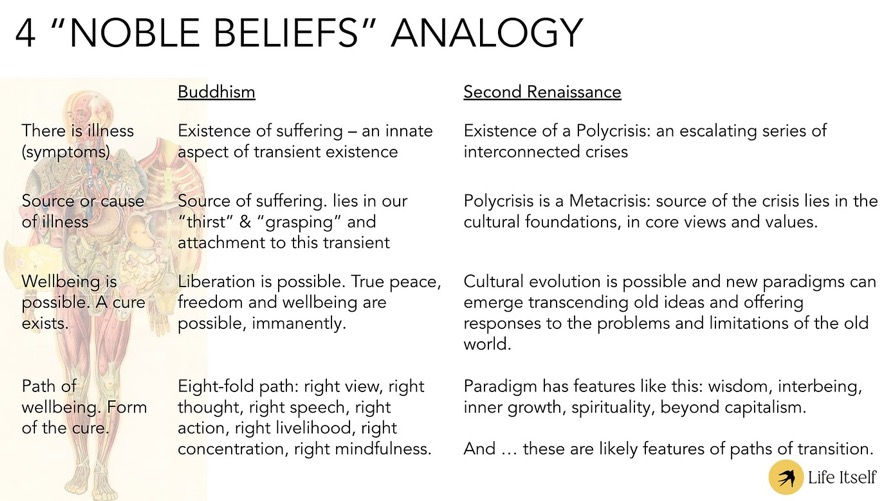 4 “NOBLE BELIEFS” ANALOGY
Buddhism
Second Renaissance
There is illness
(symptoms)
Existence of suffering – an innate
aspect of transient existence
Existence of a Polycrisis: an escalating series of
interconnected crises
Source or cause
of illness
Source of suffering. lies in our
“thirst” & “grasping” and
attachment to this transient
Polycrisis is a Metacrisis: source of the crisis lies in the
cultural foundations, in core views and values.
Wellbeing is
possible. A cure
exists.
Liberation is possible. True peace,
freedom and wellbeing are
possible, immanently.
Cultural evolution is possible and new paradigms can
emerge transcending old ideas and offering
responses to the problems and limitations of the old
world.
Path of
wellbeing. Form
of the cure.
Eight-fold path: right view, right
thought, right speech, right
action, right livelihood, right
concentration, right mindfulness.
Paradigm has features like this: wisdom, interbeing,
inner growth, spirituality, beyond capitalism.
And … these are likely features of paths of transition.
Life Itself